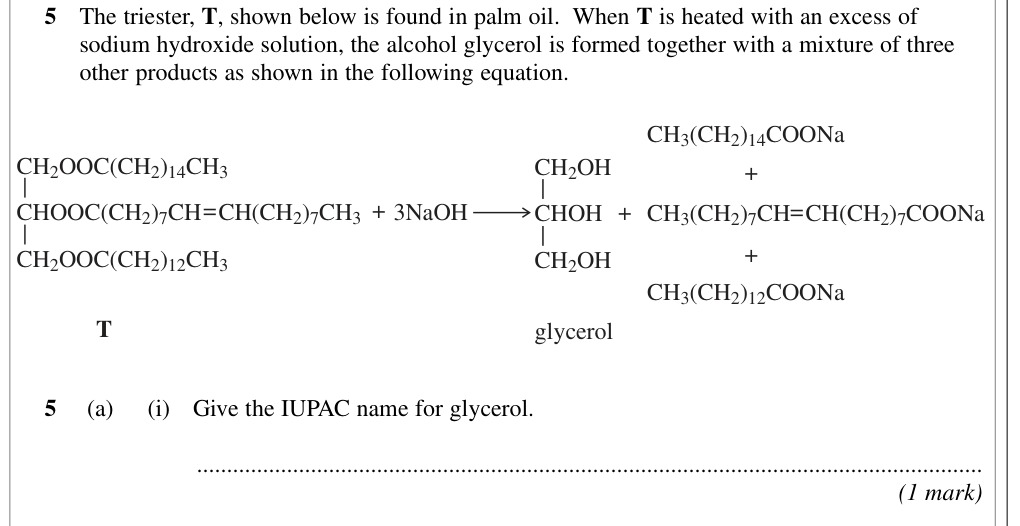 5 The triester, T, shown below is found in palm oil. When T is heated with an excess of
sodium hydroxide solution, the alcohol glycerol is formed together with a mixture of three
other products as shown in the following equation.
CH₃(CH₂)₁₄COONa
CH₂OOC(CH₂)₁₄CH₃ CH₂OH +
CHOOC(CH₂)₇CH=CH(CH₂)₇CH₃ + 3NaOH ⟶ CHOH + CH₃(CH₂)₇CH=CH(CH₂)₇COONa
CH₂OOC(CH₂)₁₂CH₃ CH₂OH +
CH₃(CH₂)₁₂COONa
T glycerol
5 (a) (i) Give the IUPAC name for glycerol.
(1 mark)